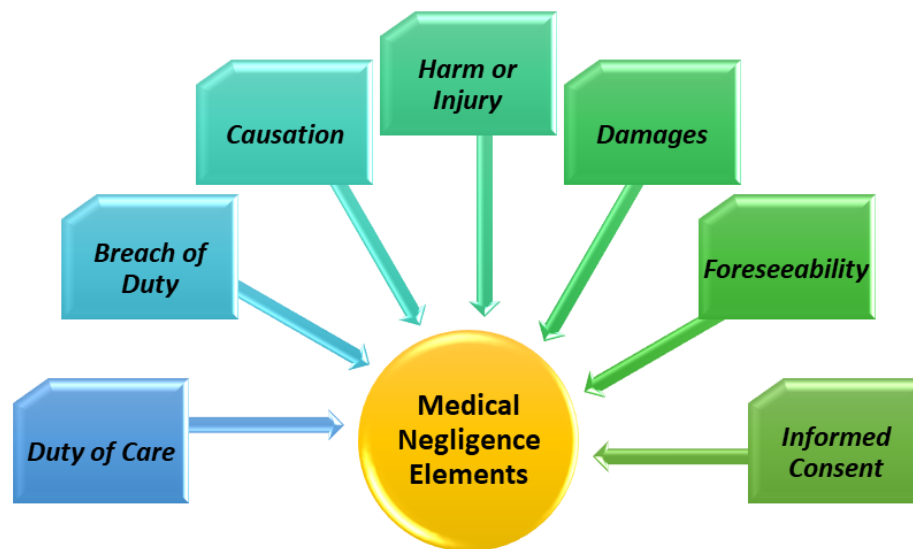 Harm or
Injury
Causation
Damages
Breach of
Duty
Foreseeability
Duty of Care
Medical
Negligence
Elements
Informed
Consent